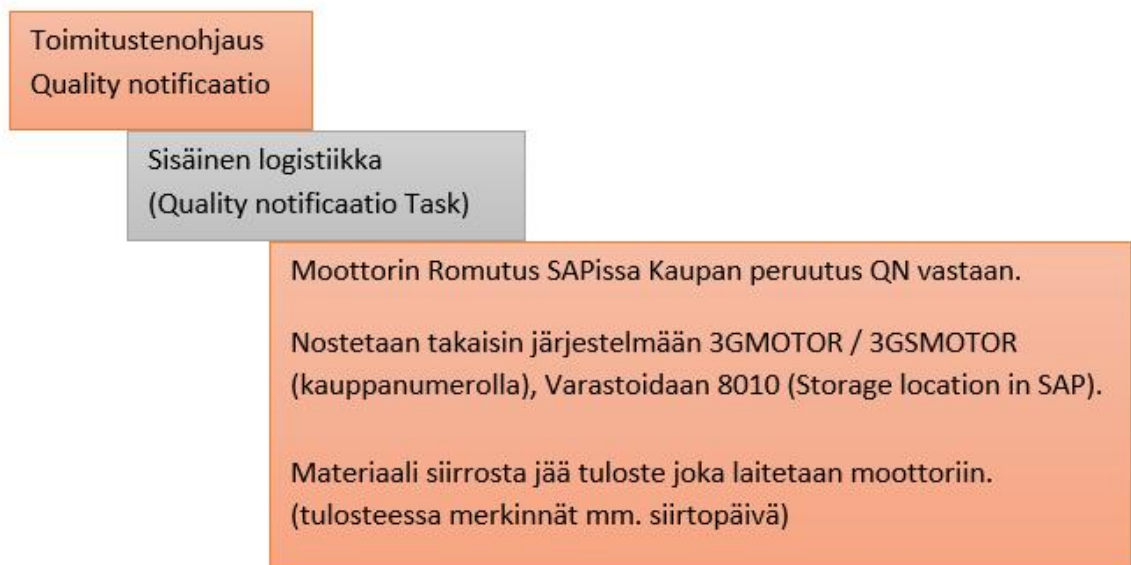 Toimitustenohjaus
Quality notificaatio
Sisäinen logistiikka
(Quality notificaatio Task)
Moottorin Romutus SAPissa Kaupan peruutus QN vastaan.
Nostetaan takaisin järjestelmään 3GMOTOR / 3GSMOTOR
(kauppanumerolla), Varastoidaan 8010 (Storage location in SAP).
Materiaali siirrosta jää tuloste joka laitetaan moottoriin.
(tulosteessa merkinnät mm. siirtopäivä)